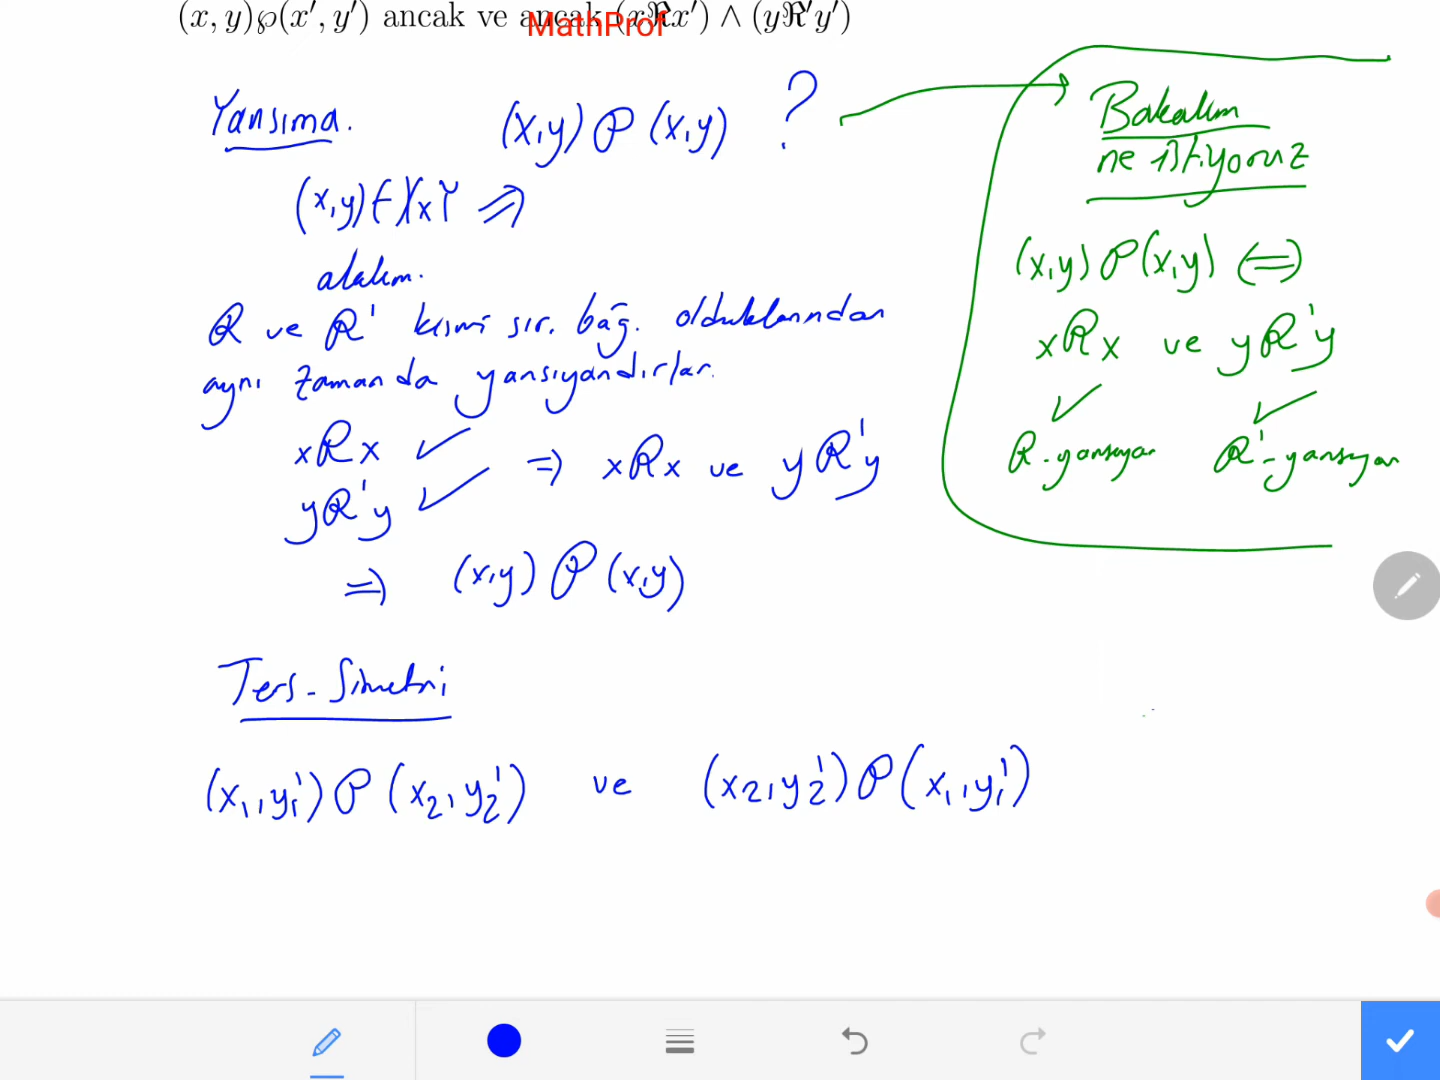 (x, y)℘(x′, y′) ancak ve ancak (xℜx′) ∧ (yℜ′y′)
MathProf
Yansıma. (x,y) ℘ (x,y) ?
(x,y) ∈ X x Y ⇒
alalım.
R ve R' kısmi sır. bağ. olduklarından
aynı zamanda yansıyandırlar.
xRx ✓
yR'y ✓ ⇒ xRx ve yR'y
⇒ (x,y) ℘ (x,y)
Ters-Simetri
(x₁,y₁') ℘ (x₂,y₂') ve (x₂,y₂') ℘ (x₁,y₁')
Bakalım
ne istiyoruz
(x,y) ℘ (x,y) ⇔
xRx ve yR'y
✓ ✓
R-yansıyan R'-yansıyan